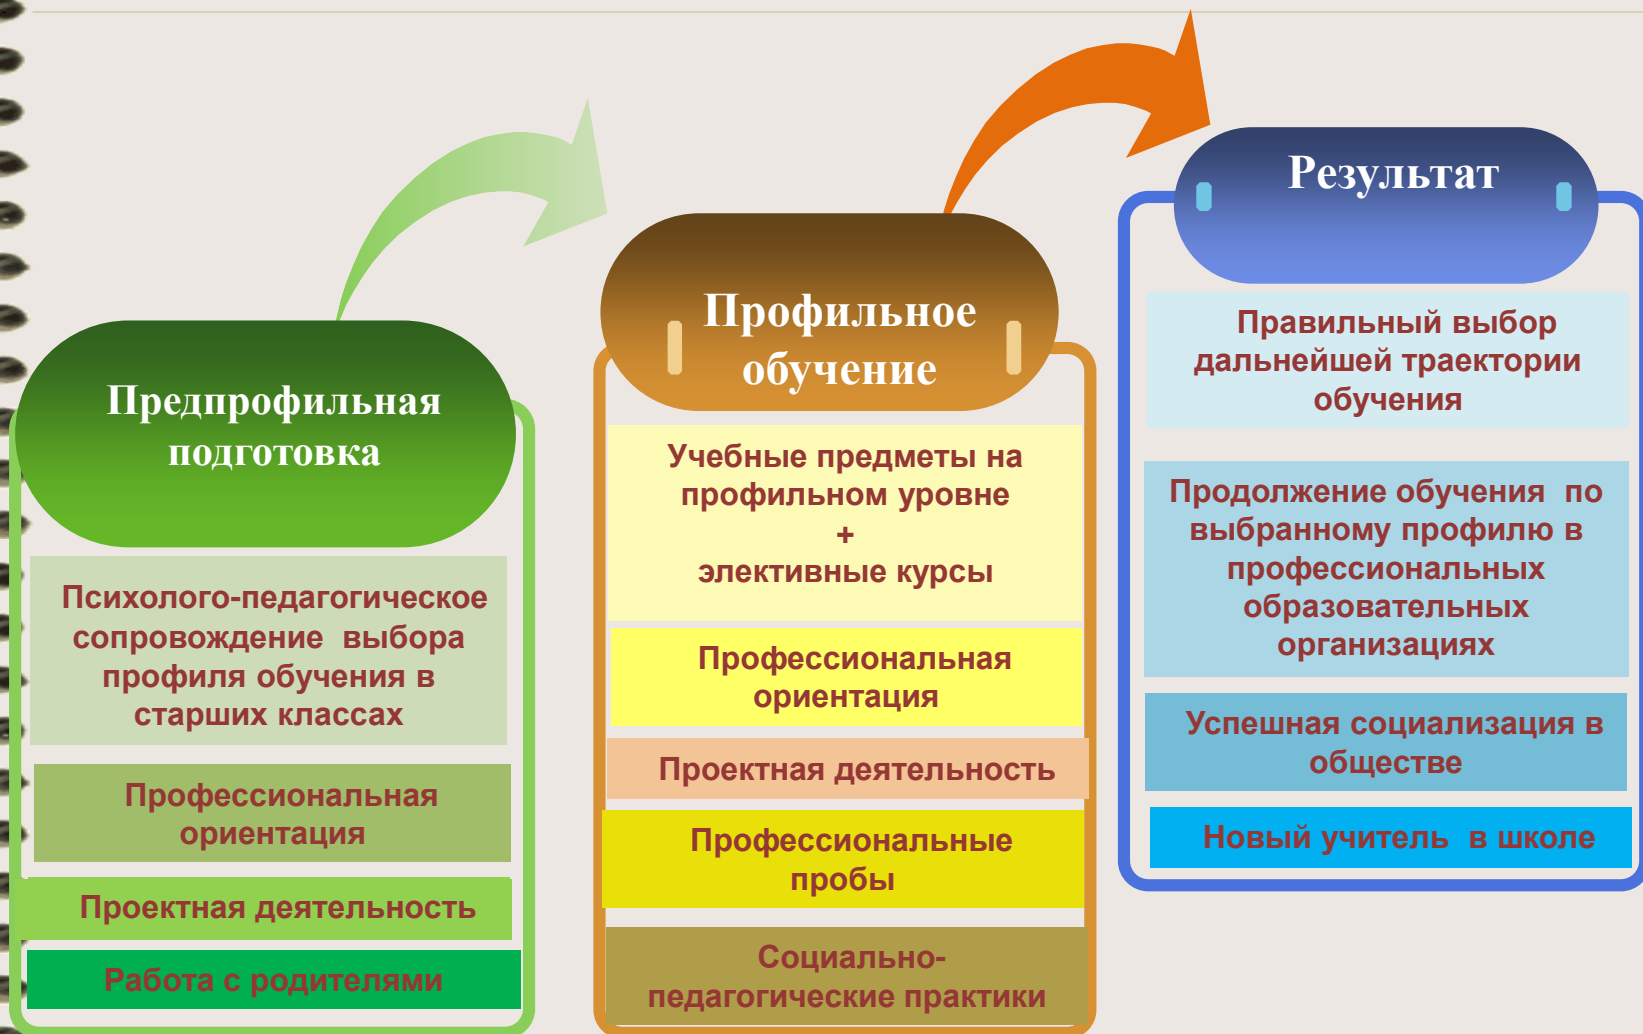 Предпрофильная
подготовка
Психолого-педагогическое
сопровождение выбора
профиля обучения в
старших классах
Профессиональная
ориентация
Проектная деятельность
Работа с родителями
Профильное
обучение
Учебные предметы на
профильном уровне
+
элективные курсы
Профессиональная
ориентация
Проектная деятельность
Профессиональные
пробы
Социально-
педагогические практики
Результат
Правильный выбор
дальнейшей траектории
обучения
Продолжение обучения по
выбранному профилю в
профессиональных
образовательных
организациях
Успешная социализация в
обществе
Новый учитель в школе